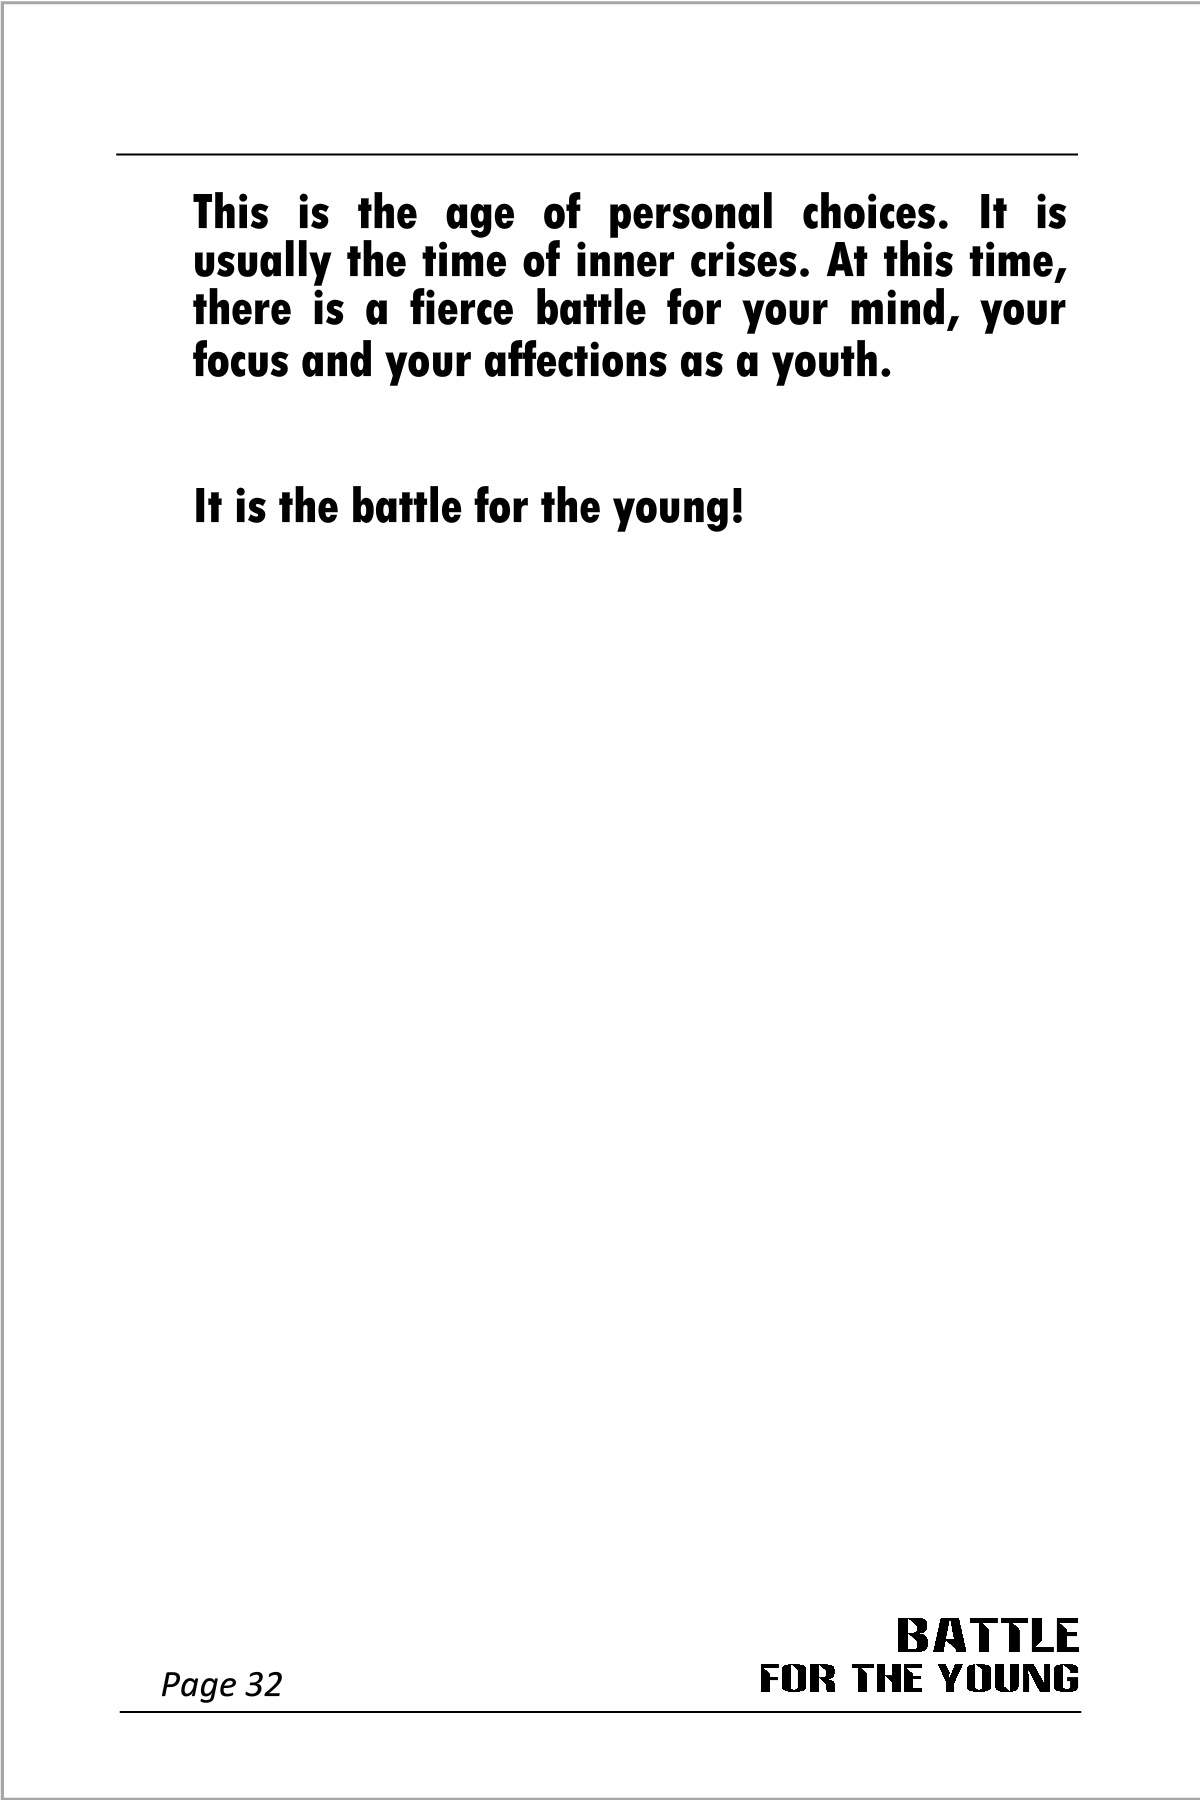 This is the age of personal choices. It is
usually the time of inner crises. At this time,
there is a fierce battle for your mind, your
focus and your affections as a youth.
It is the battle for the young!
BATTLE
Page 32 FOR THE YOUNG